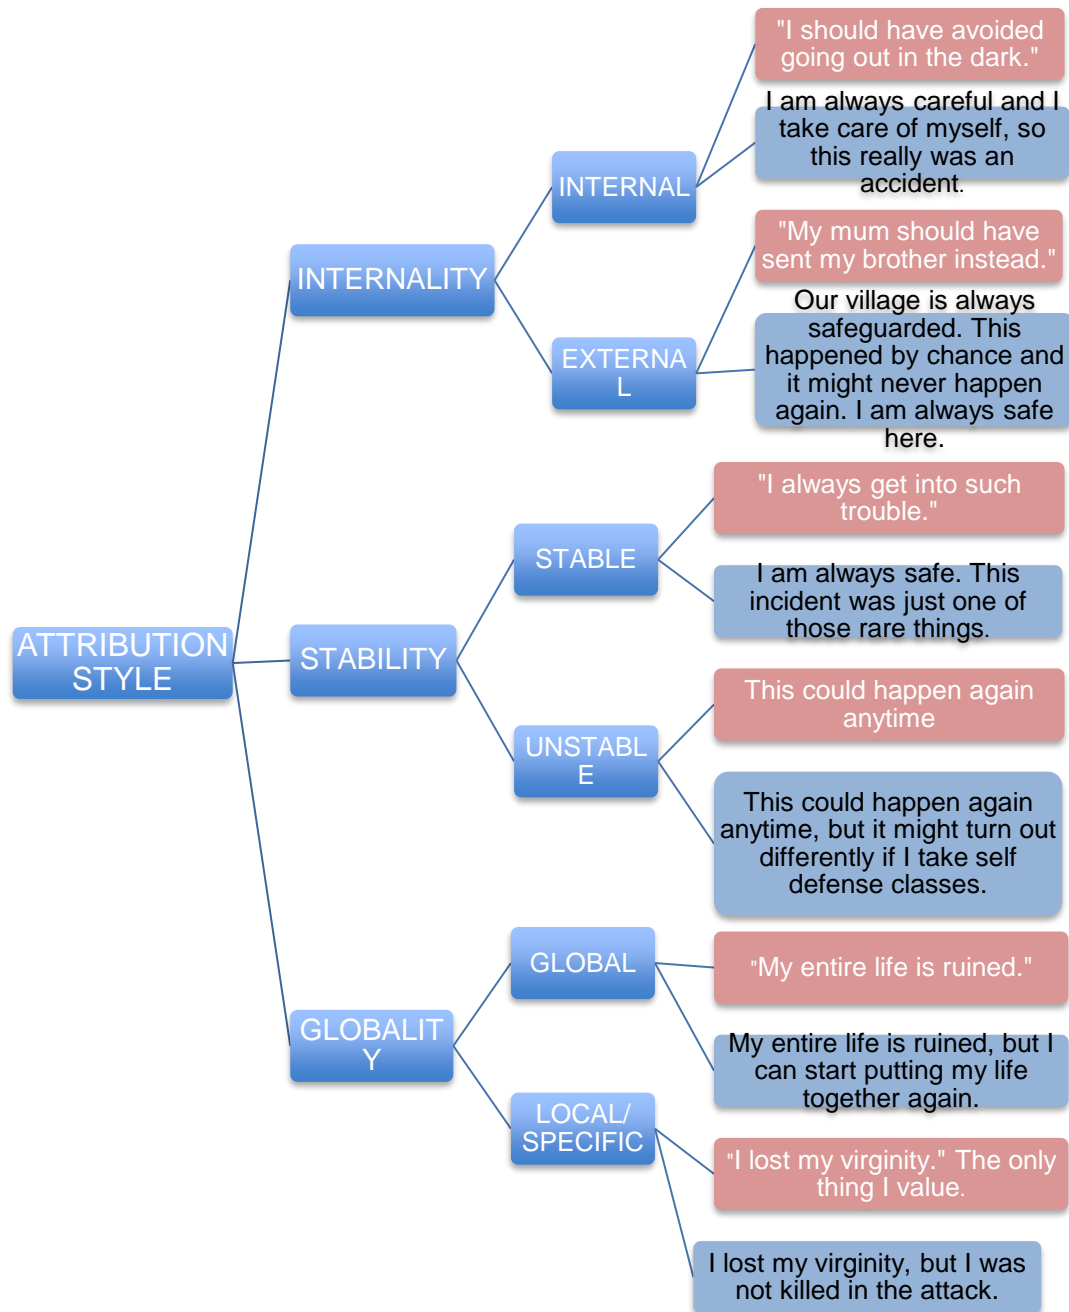 "I should have avoided
going out in the dark."
I am always careful and I
take care of myself, so
this really was an
accident.
INTERNAL
"My mum should have
sent my brother instead."
INTERNALITY
Our village is always
safeguarded. This
happened by chance and
it might never happen
again. I am always safe
here.
EXTERNA
L
"I always get into such
trouble."
STABLE
I am always safe. This
incident was just one of
those rare things.
ATTRIBUTION
STYLE
STABILITY
This could happen again
anytime
UNSTABL
E
This could happen again
anytime, but it might turn out
differently if I take self
defense classes.
GLOBAL
"My entire life is ruined."
GLOBALIT
Y
My entire life is ruined, but I
can start putting my life
together again.
LOCAL/
SPECIFIC
"I lost my virginity." The only
thing I value.
I lost my virginity, but I was
not killed in the attack.